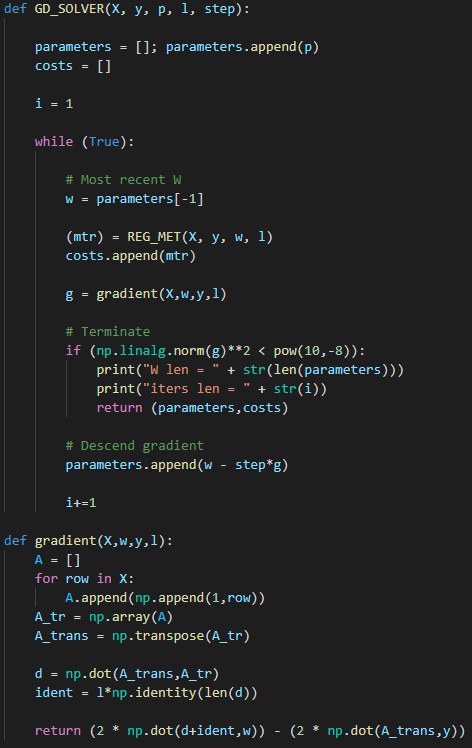 def GD_SOLVER(X, y, p, l, step):
parameters = []; parameters.append(p)
costs = []
i = 1
while (True):
# Most recent W
w = parameters[-1]
(mtr) = REG_MET(X, y, w, l)
costs.append(mtr)
g = gradient(X,w,y,l)
# Terminate
if (np.linalg.norm(g)**2 < pow(10,-8)):
print("W len = " + str(len(parameters)))
print("iters len = " + str(i))
return (parameters,costs)
# Descend gradient
parameters.append(w - step*g)
i+=1
def gradient(X,w,y,l):
A = []
for row in X:
A.append(np.append(1,row))
A_tr = np.array(A)
A_trans = np.transpose(A_tr)
d = np.dot(A_trans,A_tr)
ident = l*np.identity(len(d))
return (2 * np.dot(d+ident,w)) - (2 * np.dot(A_trans,y))